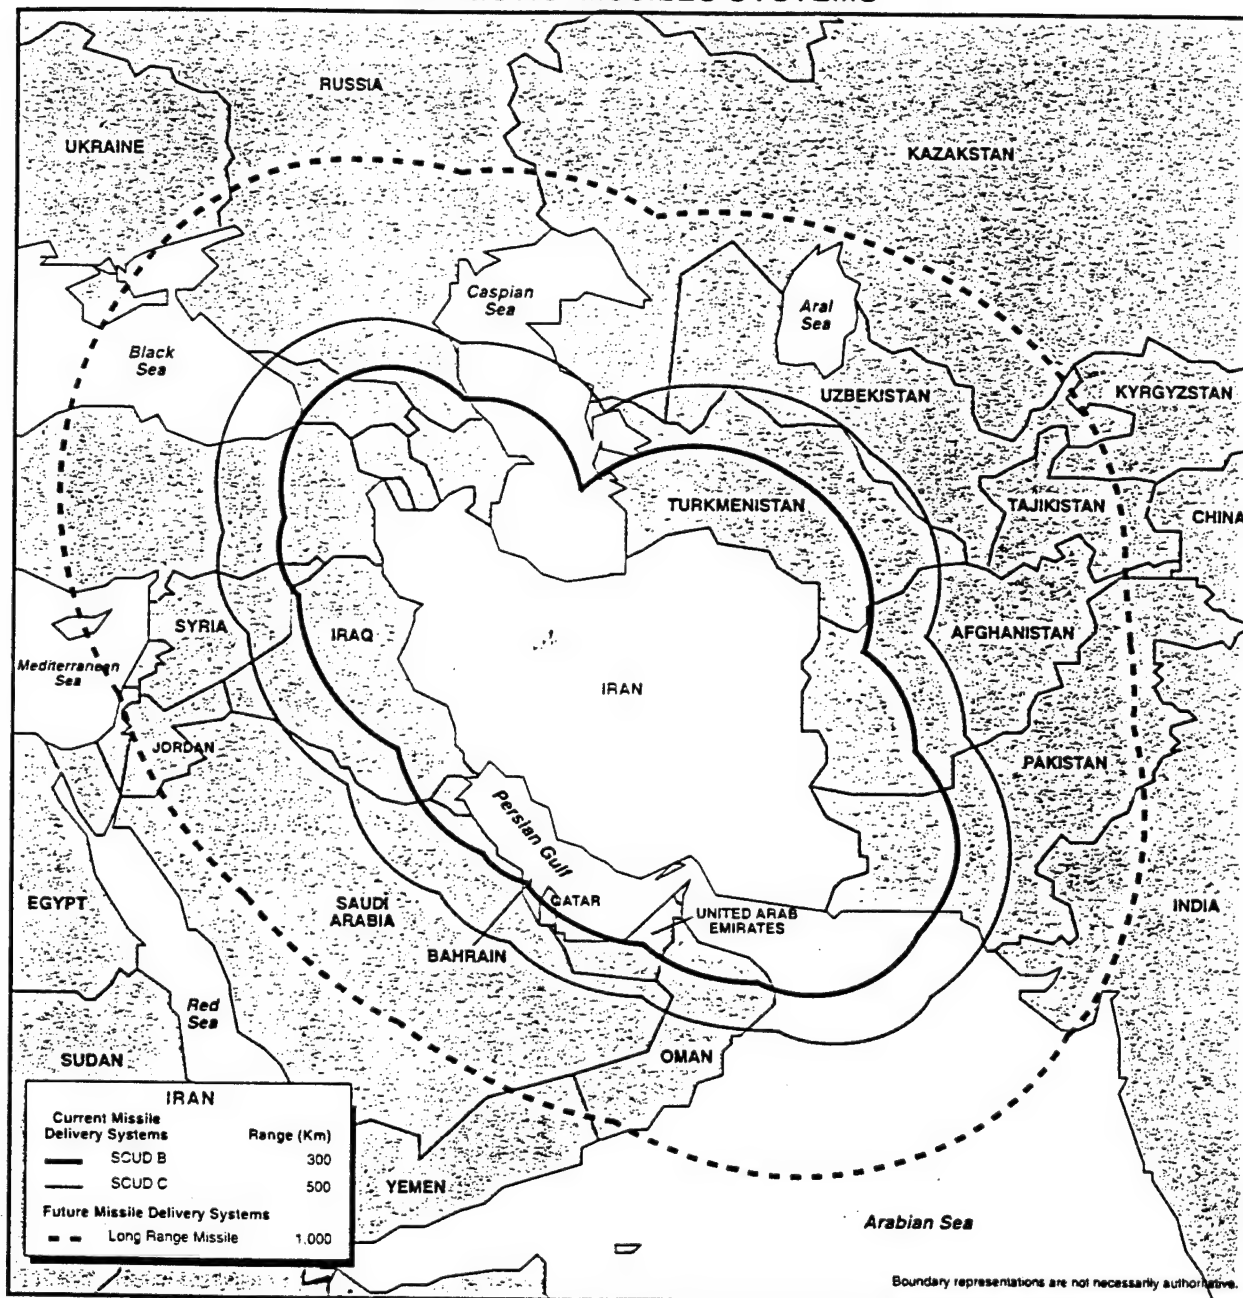 RUSSIA
UKRAINE
KAZAKSTAN
Caspian
Sea
Aral
Sea
Black
Sea
UZBEKISTAN
KYRGYZSTAN
TURKMENISTAN
TAJIKISTAN
CHINA
SYRIA
IRAQ
AFGHANISTAN
Mediterranean
Sea
IRAN
JORDAN
PAKISTAN
Persian Gulf
EGYPT
SAUDI
ARABIA
QATAR
UNITED ARAB
EMIRATES
INDIA
BAHRAIN
Red
Sea
SUDAN
OMAN
YEMEN
Arabian Sea
IRAN
Current Missile
Delivery Systems Range (Km)
SCUD B 300
SCUD C 500
Future Missile Delivery Systems
Long Range Missile 1,000
Boundary representations are not necessarily authoritative.